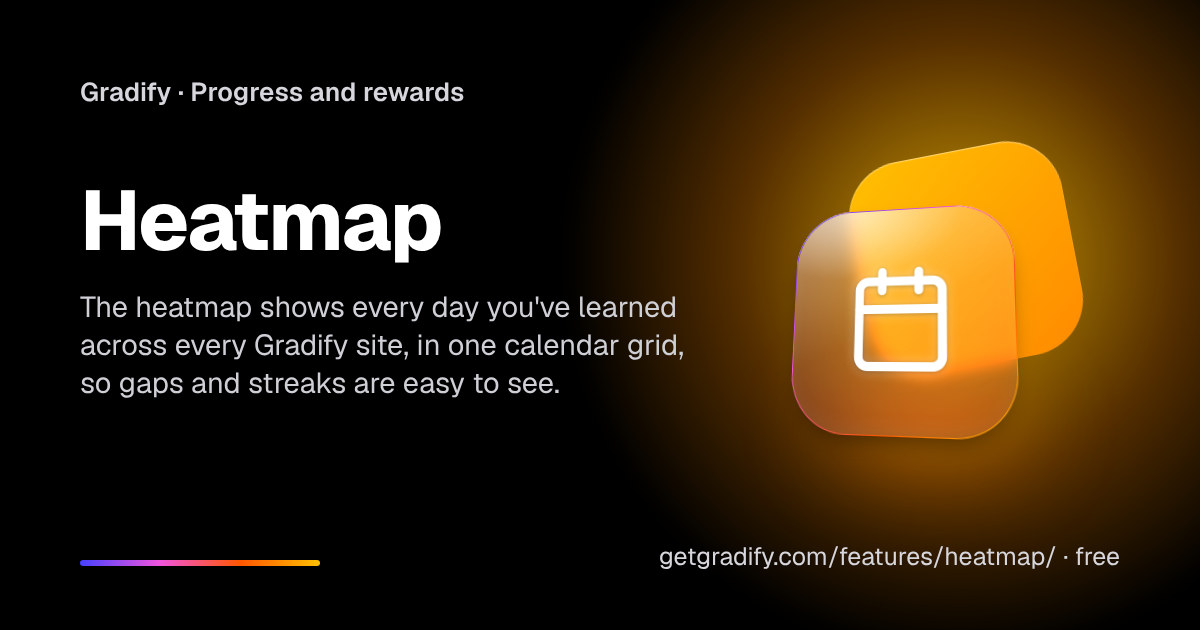 Gradify · Progress and rewards
Heatmap
The heatmap shows every day you've learned
across every Gradify site, in one calendar grid,
so gaps and streaks are easy to see.
getgradify.com/features/heatmap/ · free